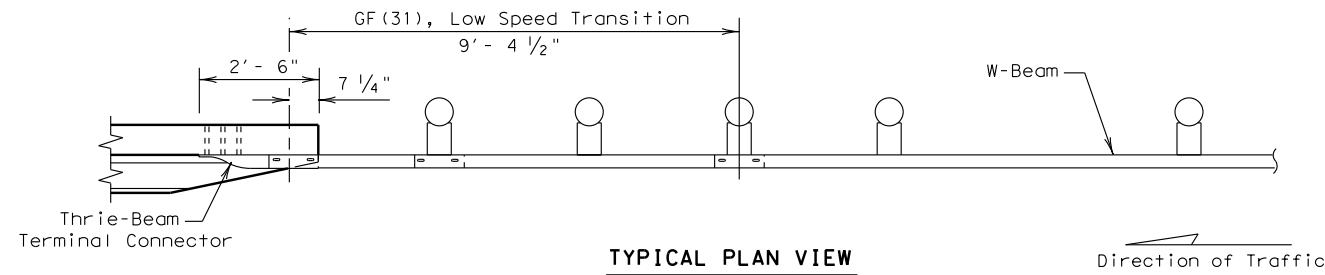 GF(31), Low Speed Transition
9'- 4 ½"
2'- 6"
7 ¼"
W-Beam
Thrie-Beam
Terminal Connector
TYPICAL PLAN VIEW
Direction of Traffic